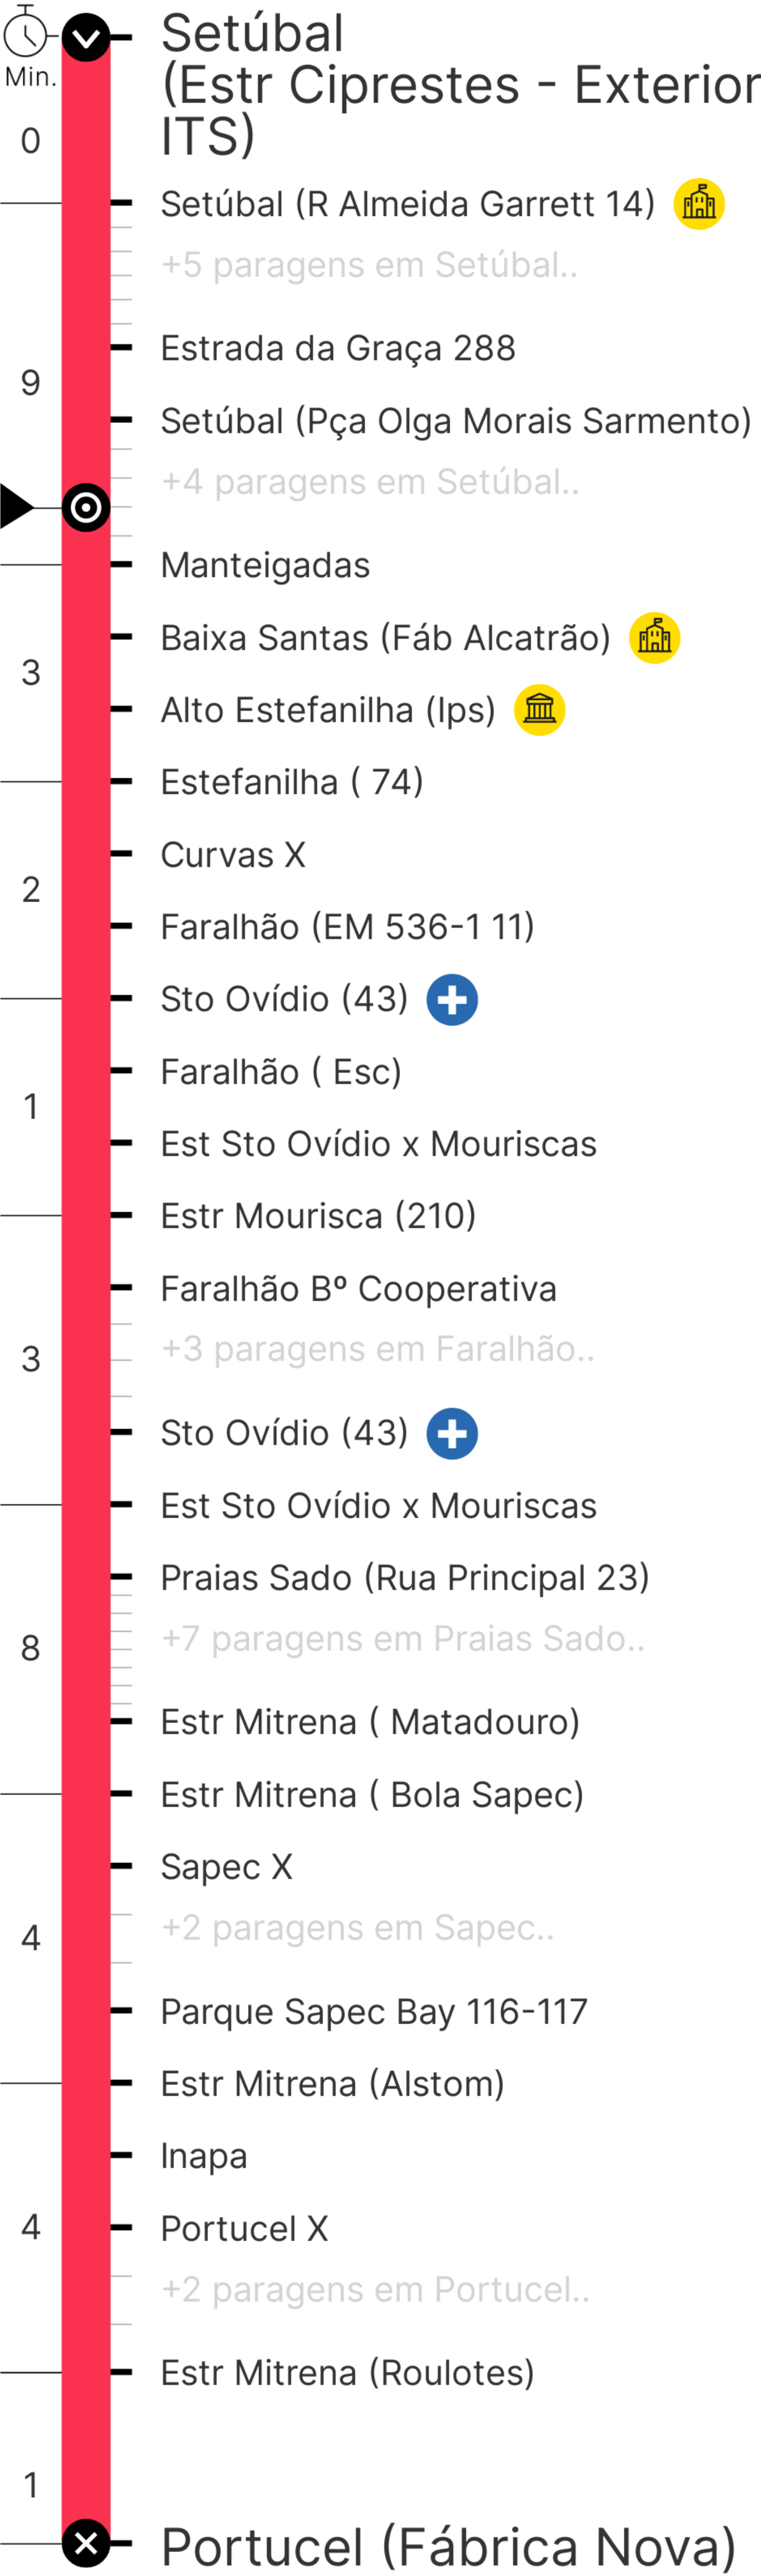 Setúbal
(Estr Ciprestes - Exterior
ITS)
Min.
0
Setúbal (R Almeida Garrett 14)
+5 paragens em Setúbal..
Estrada da Graça 288
9
Setúbal (Pça Olga Morais Sarmento)
+4 paragens em Setúbal..
Manteigadas
Baixa Santas (Fáb Alcatrão)
3
Alto Estefanilha (Ips)
Estefanilha ( 74)
Curvas X
2
Faralhão (EM 536-1 11)
Sto Ovídio (43)
Faralhão ( Esc)
1
Est Sto Ovídio x Mouriscas
Estr Mourisca (210)
Faralhão Bº Cooperativa
+3 paragens em Faralhão..
3
Sto Ovídio (43)
Est Sto Ovídio x Mouriscas
Praias Sado (Rua Principal 23)
+7 paragens em Praias Sado..
8
Estr Mitrena ( Matadouro)
Estr Mitrena ( Bola Sapec)
Sapec X
+2 paragens em Sapec..
4
Parque Sapec Bay 116-117
Estr Mitrena (Alstom)
Inapa
4
Portucel X
+2 paragens em Portucel..
Estr Mitrena (Roulotes)
1
Portucel (Fábrica Nova)